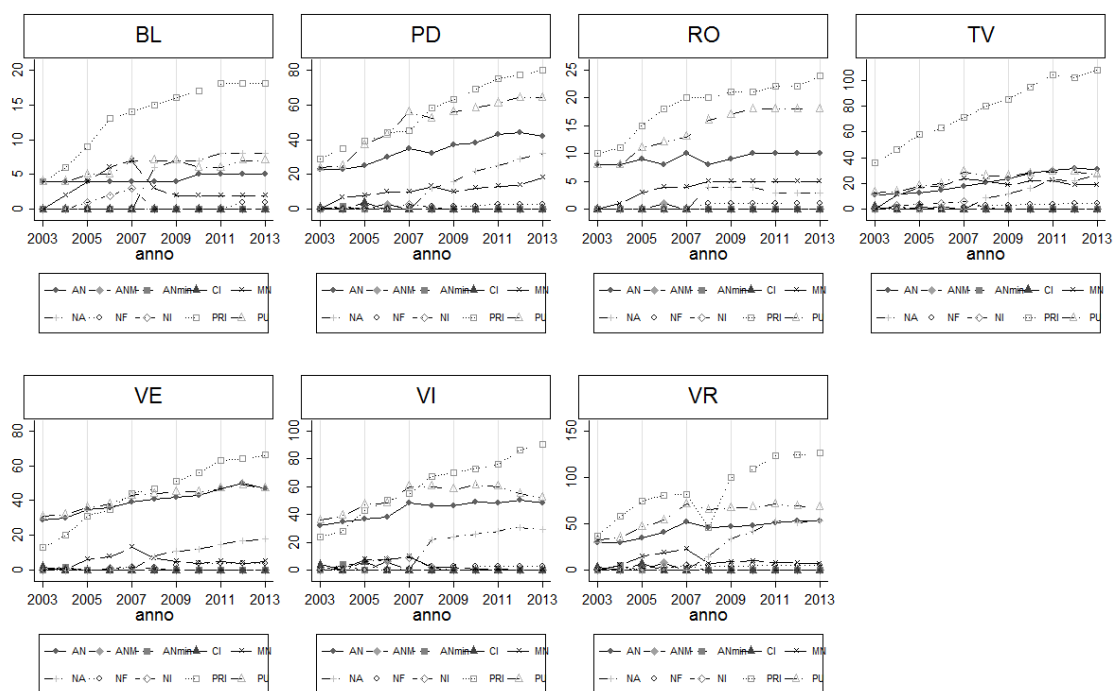 BL
20
15
10
5
0
2003 2005 2007 2009 2011 2013
anno
AN ANM ANmin CI MN
NA NF NI PRI PU
PD
80
60
40
20
0
2003 2005 2007 2009 2011 2013
anno
AN ANM ANmin CI MN
NA NF NI PRI PU
RO
25
20
15
10
5
0
2003 2005 2007 2009 2011 2013
anno
AN ANM ANmin CI MN
NA NF NI PRI PU
TV
100
80
60
40
20
0
2003 2005 2007 2009 2011 2013
anno
AN ANM ANmin CI MN
NA NF NI PRI PU
VE
80
60
40
20
0
2003 2005 2007 2009 2011 2013
anno
AN ANM ANmin CI MN
NA NF NI PRI PU
VI
100
80
60
40
20
0
2003 2005 2007 2009 2011 2013
anno
AN ANM ANmin CI MN
NA NF NI PRI PU
VR
150
100
50
0
2003 2005 2007 2009 2011 2013
anno
AN ANM ANmin CI MN
NA NF NI PRI PU